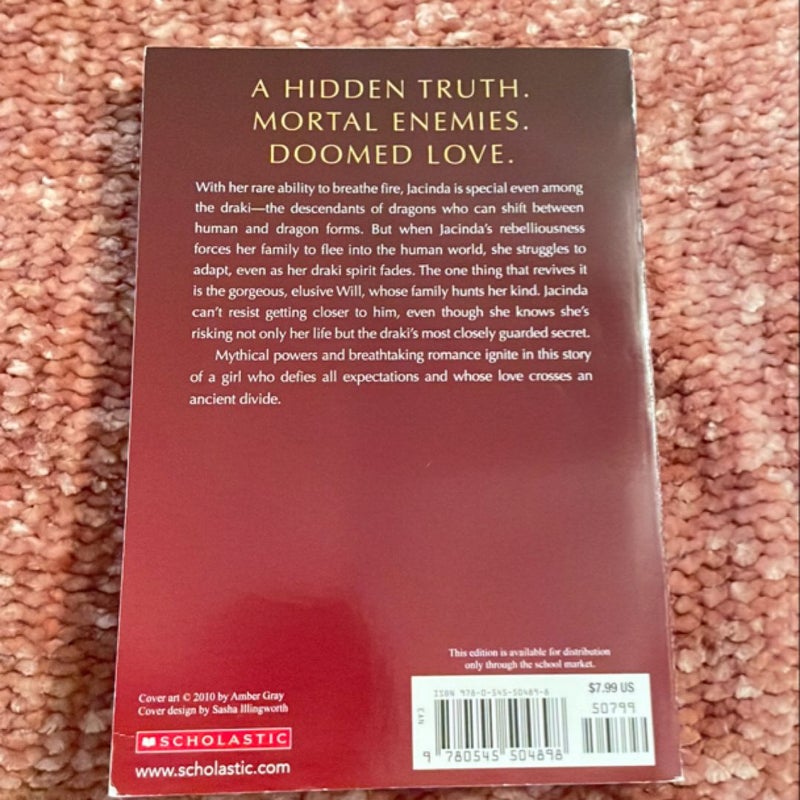 A HIDDEN TRUTH.
MORTAL ENEMIES.
DOOMED LOVE.
With her rare ability to breathe fire, Jacinda is special even among
the draki—the descendants of dragons who can shift between
human and dragon forms. But when Jacinda's rebelliousness
forces her family to flee into the human world, she struggles to
adapt, even as her draki spirit fades. The one thing that revives it
is the gorgeous, elusive Will, whose family hunts her kind. Jacinda
can't resist getting closer to him, even though she knows she's
risking not only her life but the draki's most closely guarded secret.
Mythical powers and breathtaking romance ignite in this story
of a girl who defies all expectations and whose love crosses an
ancient divide.
This edition is available for distribution
only through the school market.
Cover art © 2010 by Amber Gray
Cover design by Sasha Illingworth
SCHOLASTIC
www.scholastic.com
ISBN 978-0-545-50489-8
$7.99 US
50799
CAN
9 780545 504898